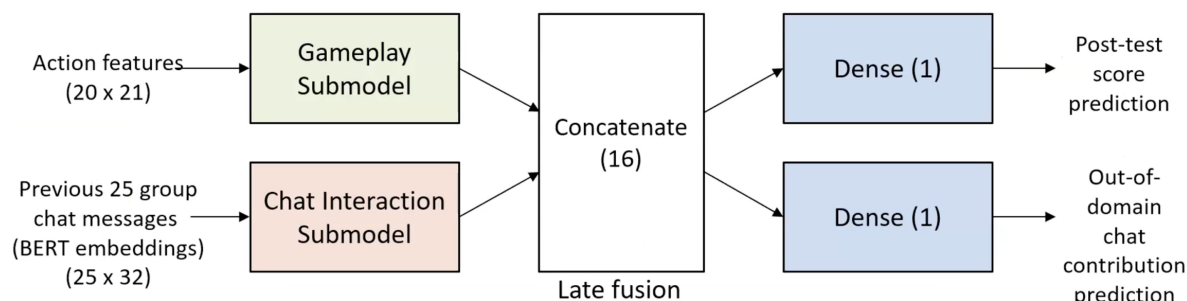 Action features
(20 x 21)
Gameplay
Submodel
Previous 25 group
chat messages
(BERT embeddings)
(25 x 32)
Chat Interaction
Submodel
Concatenate
(16)
Late fusion
Dense (1)
Post-test
score
prediction
Dense (1)
Out-of-
domain
chat
contribution
prediction